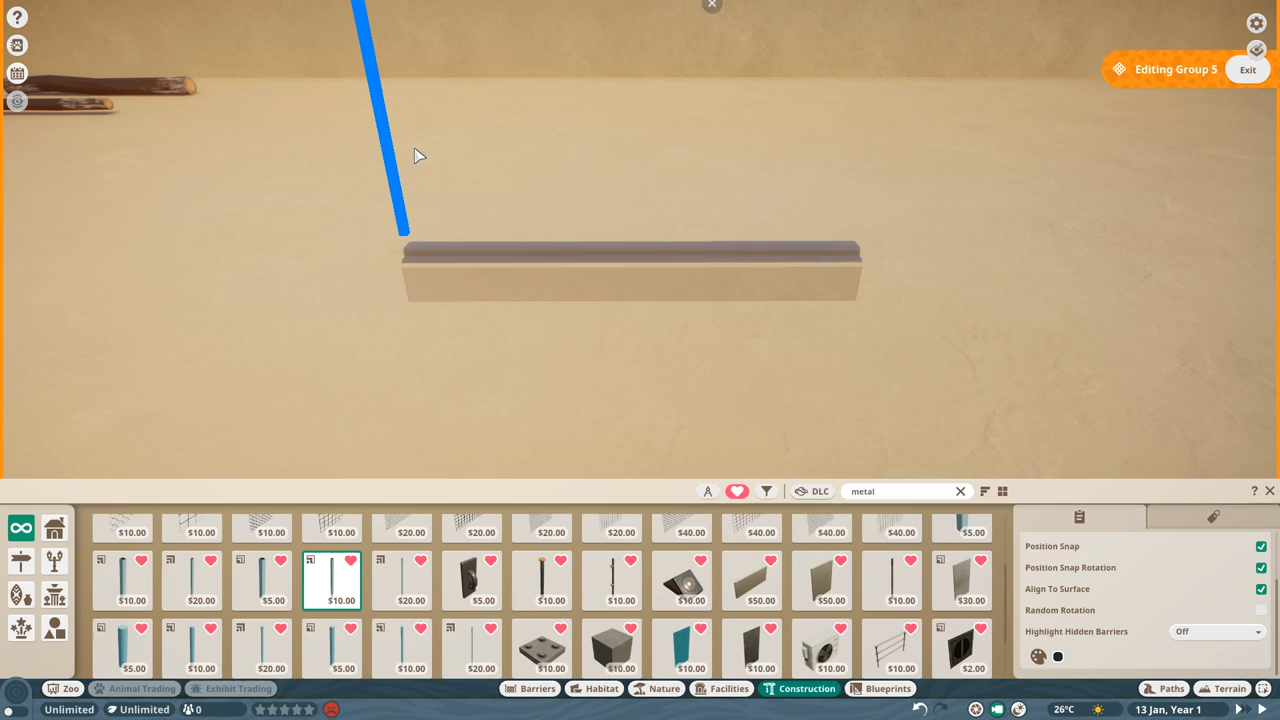 Editing Group 5
Exit
DLC
metal
?
$10.00 $10.00 $10.00 $10.00 $20.00 $20.00 $20.00 $20.00 $40.00 $40.00 $40.00 $40.00 $5.00
$10.00 $20.00 $5.00 $10.00 $20.00 $5.00 $10.00 $10.00 $10.00 $50.00 $50.00 $10.00 $30.00
$5.00 $10.00 $20.00 $5.00 $10.00 $20.00 $10.00 $10.00 $10.00 $10.00 $10.00 $10.00 $2.00
Position Snap
Position Snap Rotation
Align To Surface
Random Rotation
Highlight Hidden Barriers Off
Zoo Animal Trading Exhibit Trading Barriers Habitat Nature Facilities Construction Blueprints Paths Terrain
Unlimited Unlimited 0 26°C 13 Jan, Year 1